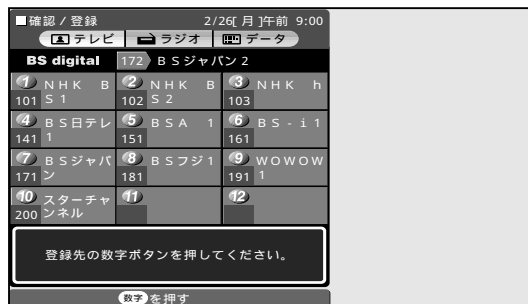 ■確認 / 登録 2/26[ 月 ]午前 9:00
テレビ ラジオ データ
BS digital 172 ＢＳジャパン２
1 ＮＨＫ Ｂ 2 ＮＨＫ Ｂ 3 ＮＨＫ ｈ
101 Ｓ１ 102 Ｓ２ 103
4 ＢＳ日テレ 5 ＢＳＡ １ 6 ＢＳ-ｉ１
141 １ 151 161
7 ＢＳジャパ 8 ＢＳフジ１ 9 ＷＯＷＯＷ
171 ン 181 191 １
10 スターチャ 11 12
200 ンネル
登録先の数字ボタンを押してください。
数字 を押す